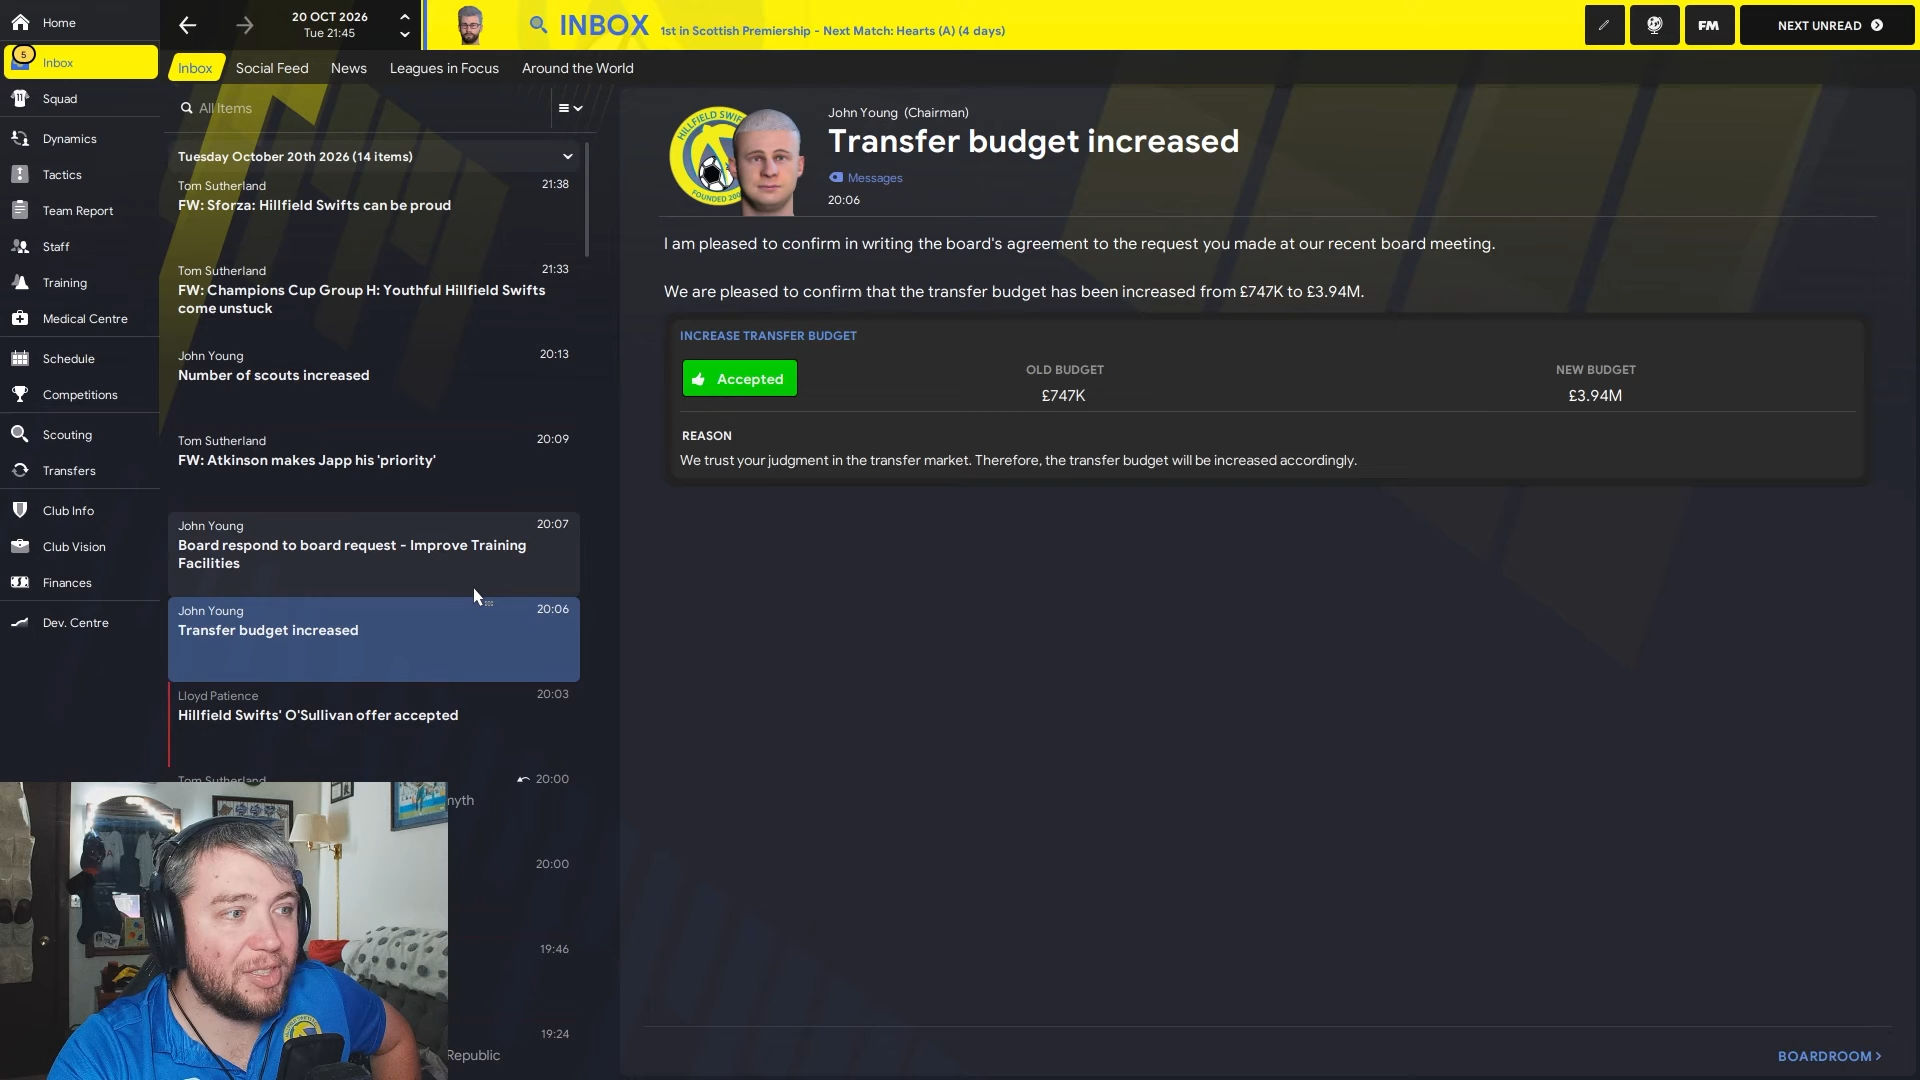 Home
5
Inbox
Squad
Dynamics
Tactics
Team Report
Staff
Training
Medical Centre
Schedule
Competitions
Scouting
Transfers
Club Info
Club Vision
Finances
Dev. Centre
20 OCT 2026
Tue 21:45
INBOX
1st in Scottish Premiership - Next Match: Hearts (A) (4 days)
FM
NEXT UNREAD
Inbox
Social Feed
News
Leagues in Focus
Around the World
All Items
Tuesday October 20th 2026 (14 items)
Tom Sutherland 21:38
FW: Sforza: Hillfield Swifts can be proud
Tom Sutherland 21:33
FW: Champions Cup Group H: Youthful Hillfield Swifts
come unstuck
John Young 20:13
Number of scouts increased
Tom Sutherland 20:09
FW: Atkinson makes Japp his 'priority'
John Young 20:07
Board respond to board request - Improve Training
Facilities
John Young 20:06
Transfer budget increased
Lloyd Patience 20:03
Hillfield Swifts' O'Sullivan offer accepted
Tom Sutherland 20:00
myth
20:00
19:46
19:24
Republic
HILLFIELD SWIF
FOUNDED 200
John Young (Chairman)
Transfer budget increased
Messages
20:06
I am pleased to confirm in writing the board's agreement to the request you made at our recent board meeting.
We are pleased to confirm that the transfer budget has been increased from £747K to £3.94M.
INCREASE TRANSFER BUDGET
Accepted
OLD BUDGET
£747K
NEW BUDGET
£3.94M
REASON
We trust your judgment in the transfer market. Therefore, the transfer budget will be increased accordingly.
BOARDROOM >